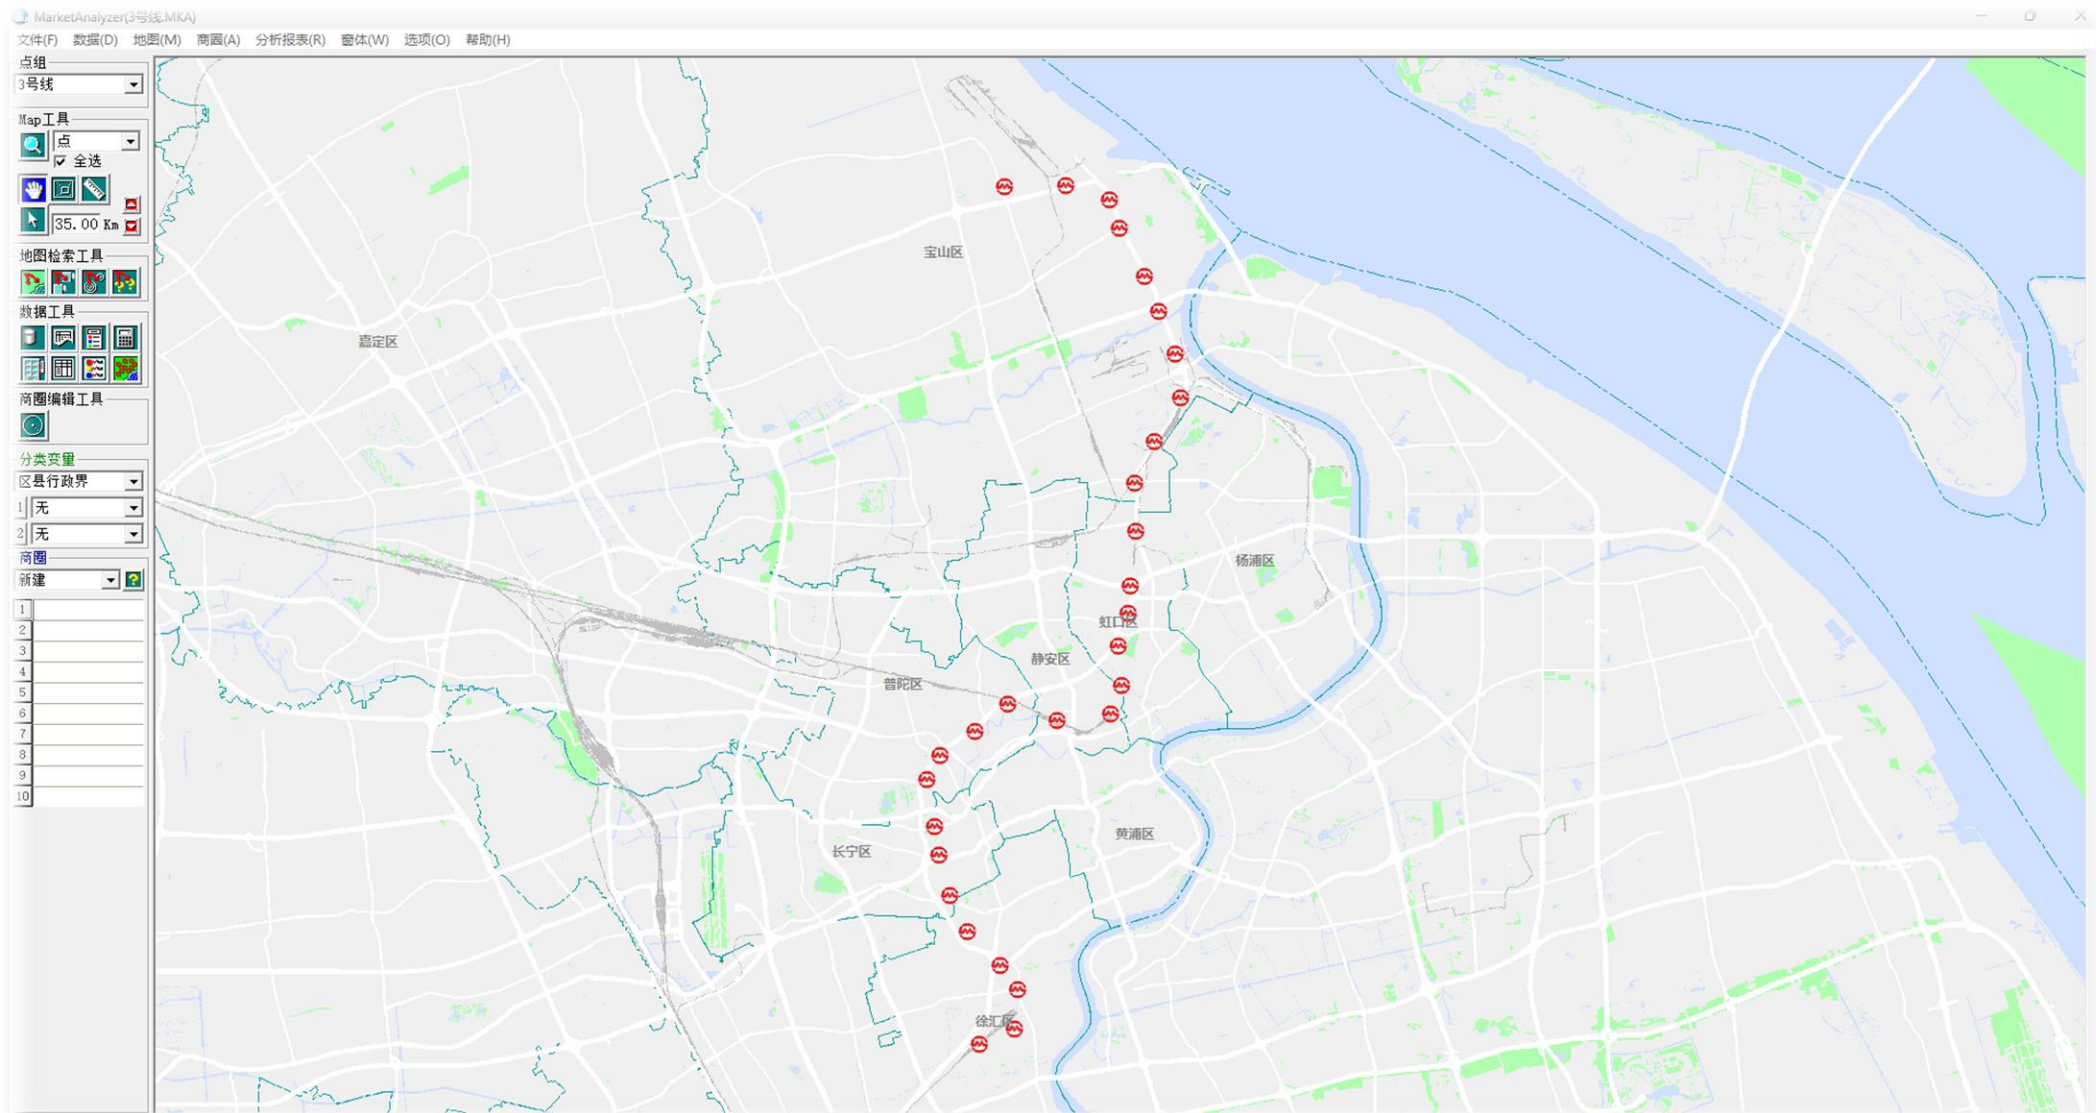 MarketAnalyzer(3号线.MKA)
文件(F) 数据(D) 地图(M) 商圈(A) 分析报表(R) 窗体(W) 选项(O) 帮助(H)
点组
3号线
Map工具
点
全选
35.00 Km
地图检索工具
数据工具
商圈编辑工具
分类变量
区县行政界
1 无
2 无
商圈
新建 ?
1
2
3
4
5
6
7
8
9
10
宝山区
嘉定区
杨浦区
虹口区
静安区
普陀区
黄浦区
长宁区
徐汇区